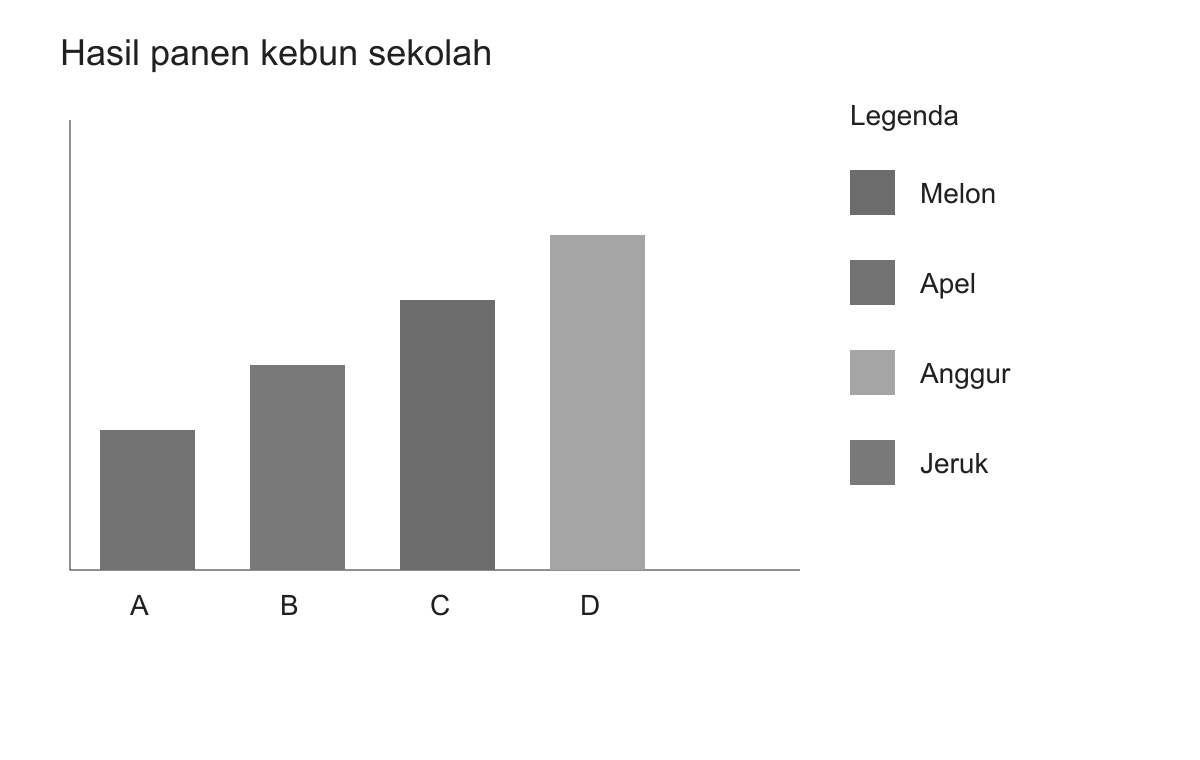 Hasil panen kebun sekolah
Legenda
Melon
Apel
Anggur
Jeruk
A
B
C
D